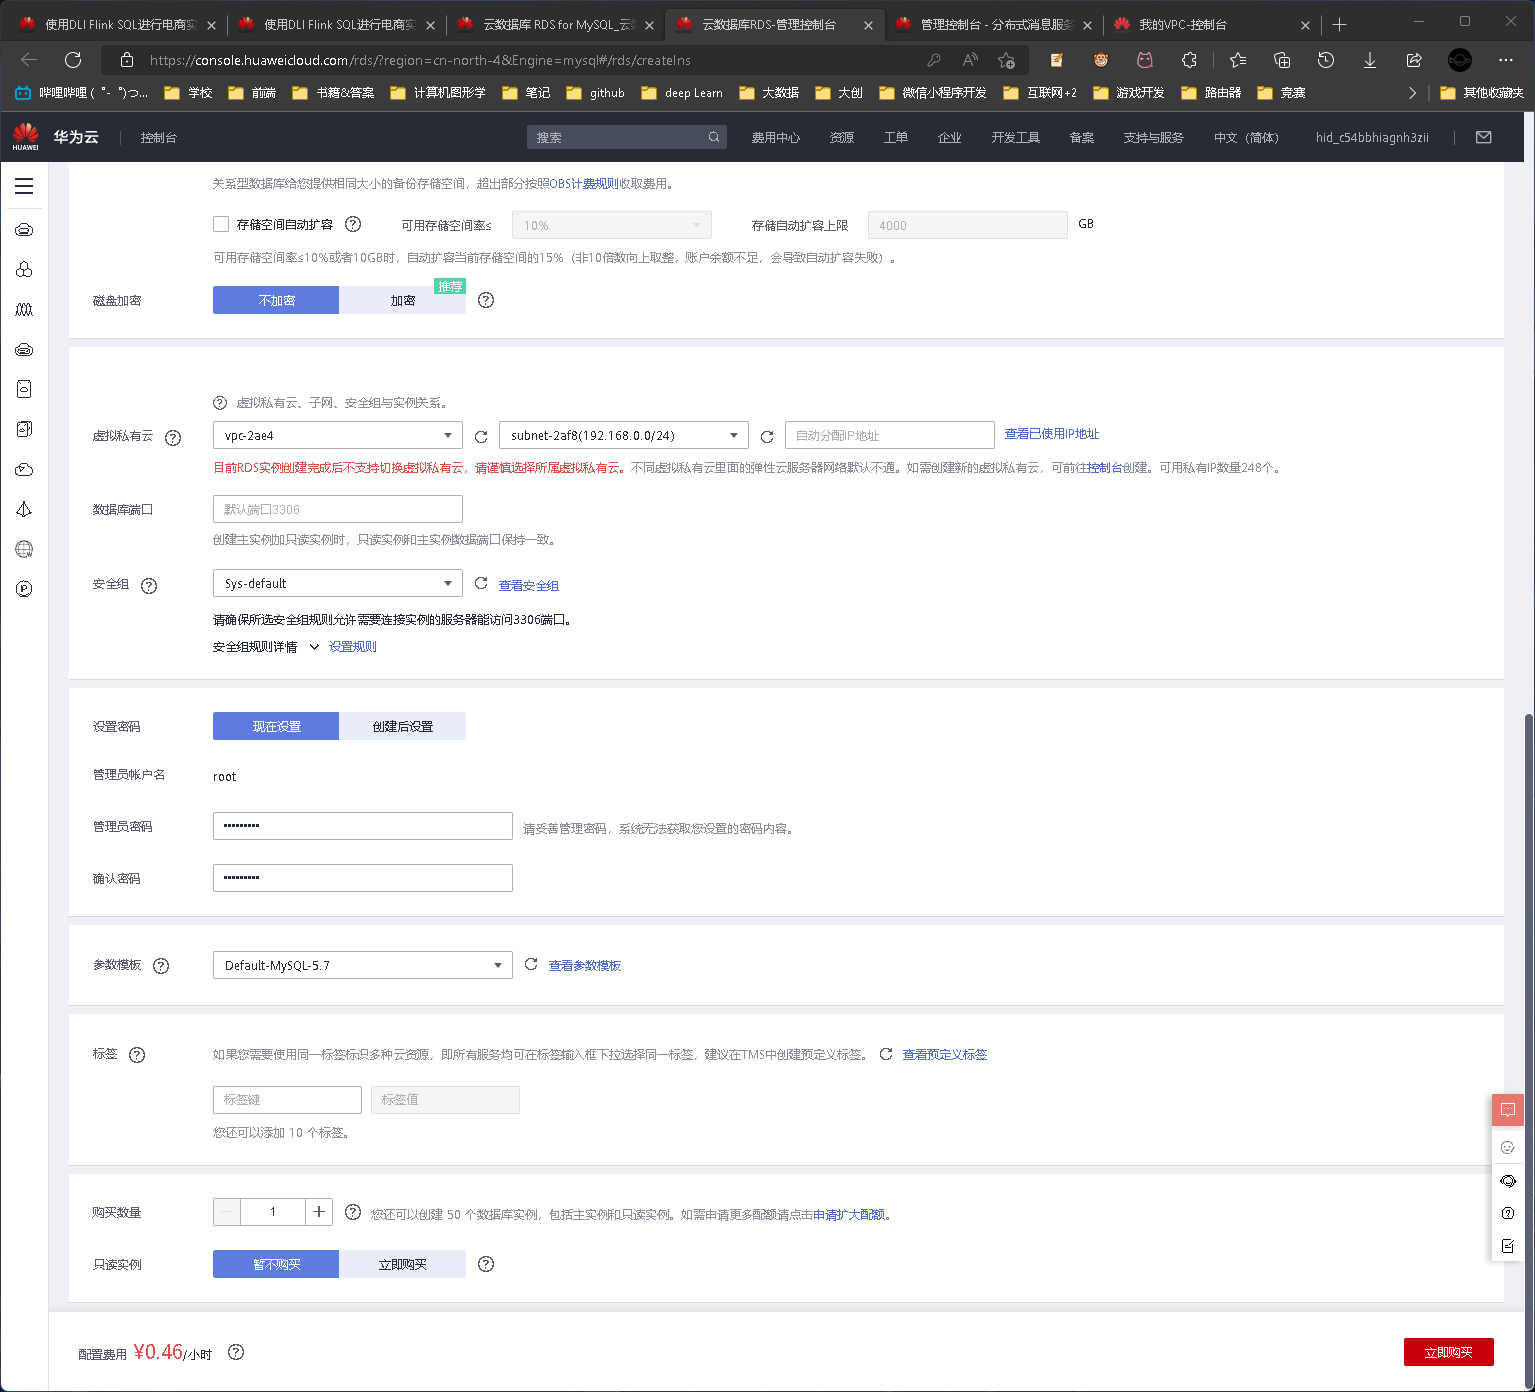 使用DLI Flink SQL进行电商实
使用DLI Flink SQL进行电商实
云数据库 RDS for MySQL_云
云数据库RDS-管理控制台
管理控制台 - 分布式消息服务
我的VPC-控制台
https://console.huaweicloud.com/rds/?region=cn-north-4&Engine=mysql#/rds/createIns
哔哩哔哩 ( ゜- ゜)つ...
学校
前端
书籍&答案
计算机图形学
笔记
github
deep Learn
大数据
大创
微信小程序开发
互联网+2
游戏开发
路由器
竞赛
其他收藏夹
HUAWEI
华为云
控制台
搜索
费用中心
资源
工单
企业
开发工具
备案
支持与服务
中文（简体）
hid_c54bbhiagnh3zii
关系型数据库给您提供相同大小的备份存储空间，超出部分按照OBS计费规则收取费用。
存储空间自动扩容
可用存储空间率≤
10%
存储自动扩容上限
4000
GB
可用存储空间率≤10%或者10GB时，自动扩容当前存储空间的15%（非10倍数向上取整，账户余额不足，会导致自动扩容失败）。
磁盘加密
不加密
加密
推荐
虚拟私有云、子网、安全组与实例关系。
虚拟私有云
vpc-2ae4
subnet-2af8(192.168.0.0/24)
自动分配IP地址
查看已使用IP地址
目前RDS实例创建完成后不支持切换虚拟私有云，请谨慎选择所属虚拟私有云。不同虚拟私有云里面的弹性云服务器网络默认不通。如需创建新的虚拟私有云，可前往控制台创建。可用私有IP数量248个。
数据库端口
默认端口3306
创建主实例加只读实例时，只读实例和主实例数据端口保持一致。
安全组
Sys-default
查看安全组
请确保所选安全组规则允许需要连接实例的服务器能访问3306端口。
安全组规则详情
设置规则
设置密码
现在设置
创建后设置
管理员帐户名
root
管理员密码
•••••••••
请妥善管理密码，系统无法获取您设置的密码内容。
确认密码
•••••••••
参数模板
Default-MySQL-5.7
查看参数模板
标签
如果您需要使用同一标签标识多种云资源，即所有服务均可在标签输入框下拉选择同一标签，建议在TMS中创建预定义标签。
查看预定义标签
标签键
标签值
您还可以添加 10 个标签。
购买数量
1
您还可以创建 50 个数据库实例，包括主实例和只读实例。如需申请更多配额请点击申请扩大配额。
只读实例
暂不购买
立即购买
配置费用 ¥0.46/小时
立即购买